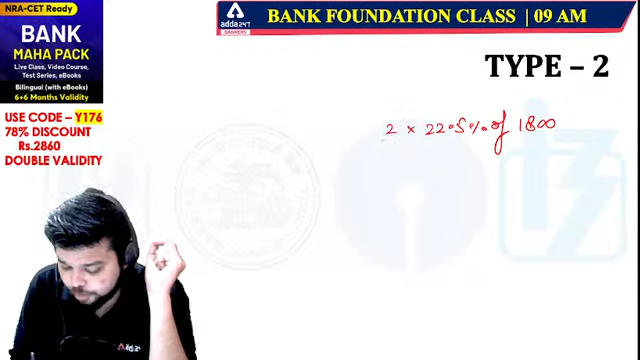 NRA-CET Ready
BANK
MAHA PACK
Live Class, Video Course,
Test Series, eBooks
Bilingual (with eBooks)
6+6 Months Validity
USE CODE – Y176
78% DISCOUNT
Rs.2860
DOUBLE VALIDITY
adda247
BANKERS
BANK FOUNDATION CLASS | 09 AM
TYPE – 2
2 × 22.5% of 1800